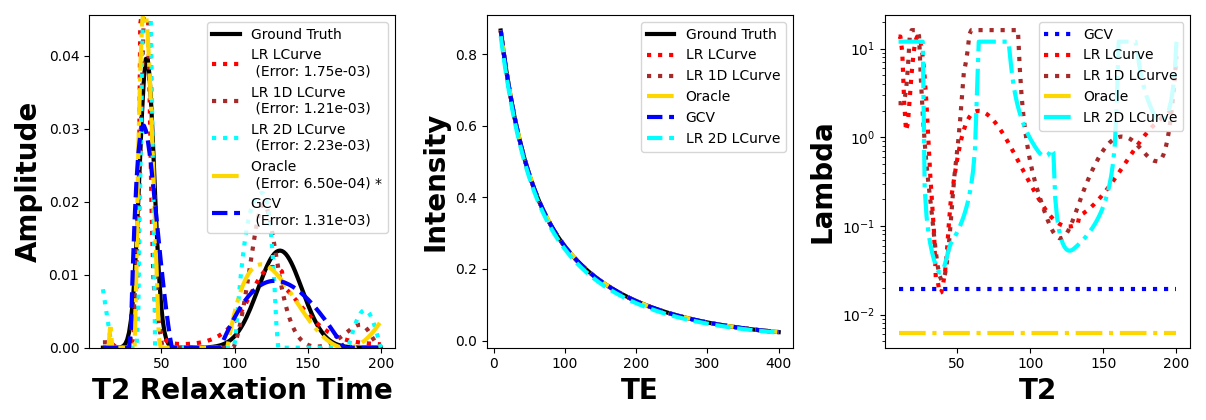 Amplitude
0.04
0.03
0.02
0.01
0.00
50
100
150
200
T2 Relaxation Time
Ground Truth
LR LCurve
(Error: 1.75e-03)
LR 1D LCurve
(Error: 1.21e-03)
LR 2D LCurve
(Error: 2.23e-03)
Oracle
(Error: 6.50e-04) *
GCV
(Error: 1.31e-03)
Intensity
0.8
0.6
0.4
0.2
0.0
0
100
200
300
400
TE
Ground Truth
LR LCurve
LR 1D LCurve
Oracle
GCV
LR 2D LCurve
Lambda
10¹
10⁰
10⁻¹
10⁻²
50
100
150
200
T2
GCV
LR LCurve
LR 1D LCurve
Oracle
LR 2D LCurve